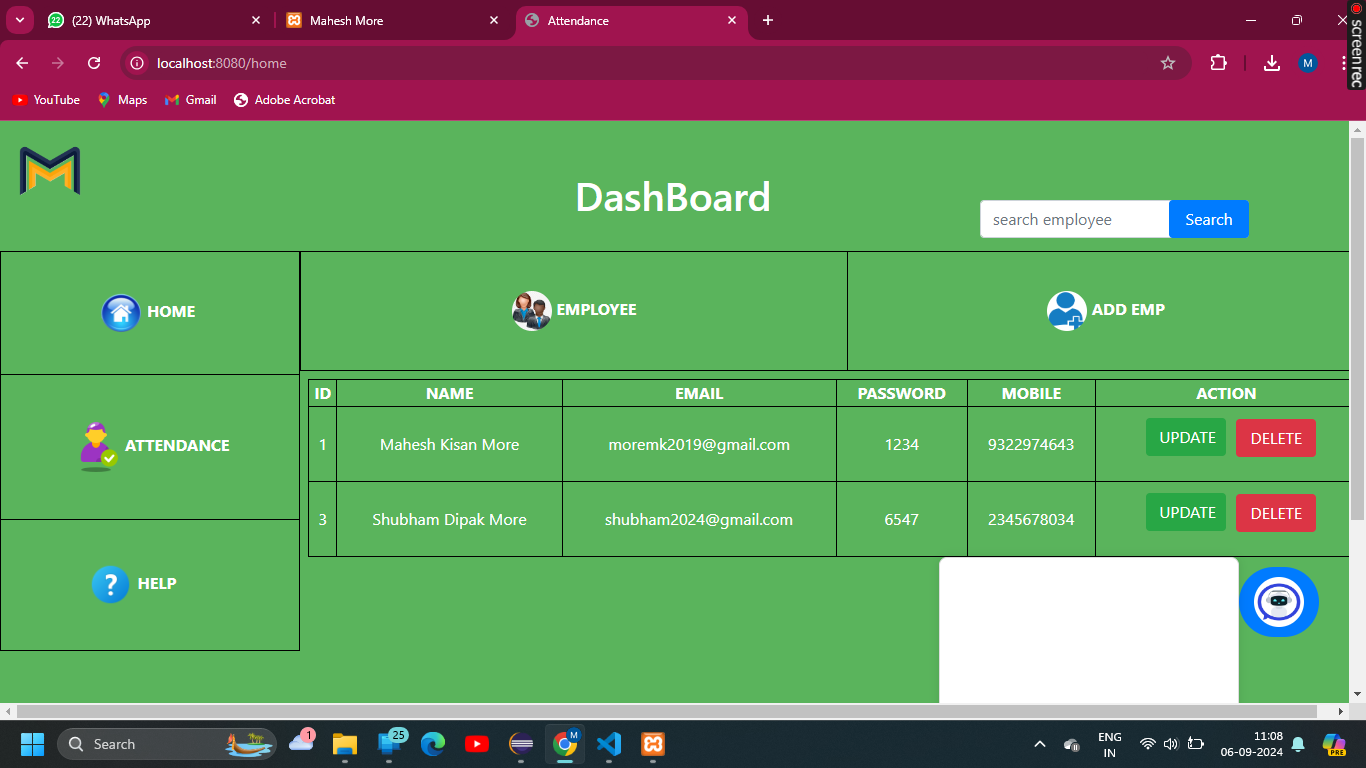 (22) WhatsApp
Mahesh More
Attendance
localhost:8080/home
M
screenrec
YouTube
Maps
Gmail
Adobe Acrobat
DashBoard
search employee
Search
HOME
EMPLOYEE
ADD EMP
ID NAME EMAIL PASSWORD MOBILE ACTION
1 Mahesh Kisan More moremk2019@gmail.com 1234 9322974643 UPDATE DELETE
3 Shubham Dipak More shubham2024@gmail.com 6547 2345678034 UPDATE DELETE
ATTENDANCE
? HELP
Search
1
25
M
ENG
IN
11:08
06-09-2024
PRE